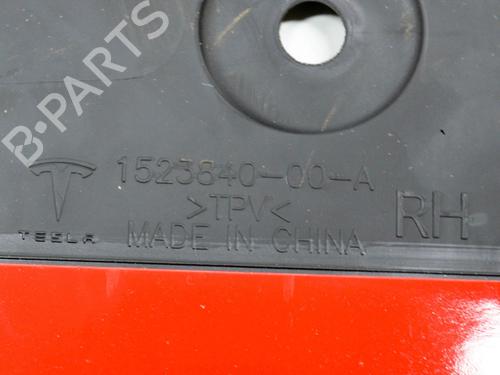 B-PARTS
1523840-00-A
>TPV<
RH
TESLA
MADE IN CHINA